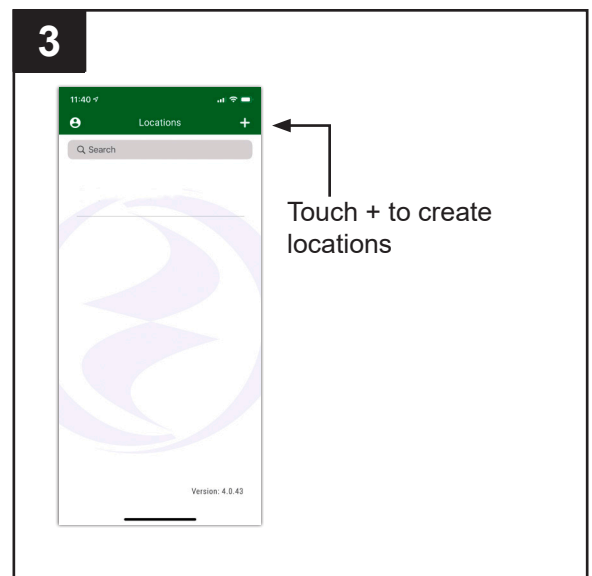 3
11:40
Locations
+
Search
Touch + to create
locations
Version: 4.0.43